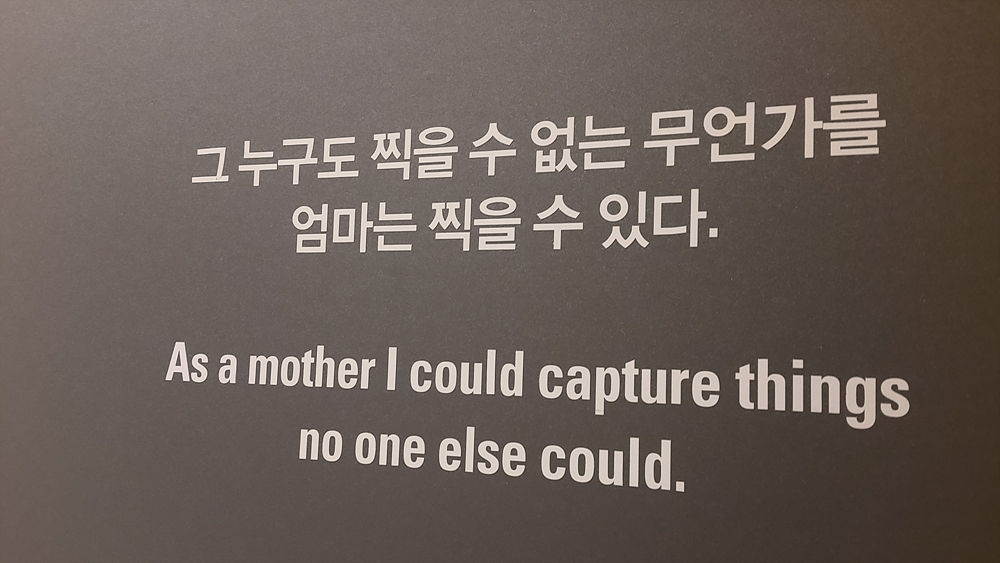 그 누구도 찍을 수 없는 무언가를
엄마는 찍을 수 있다.
As a mother I could capture things
no one else could.